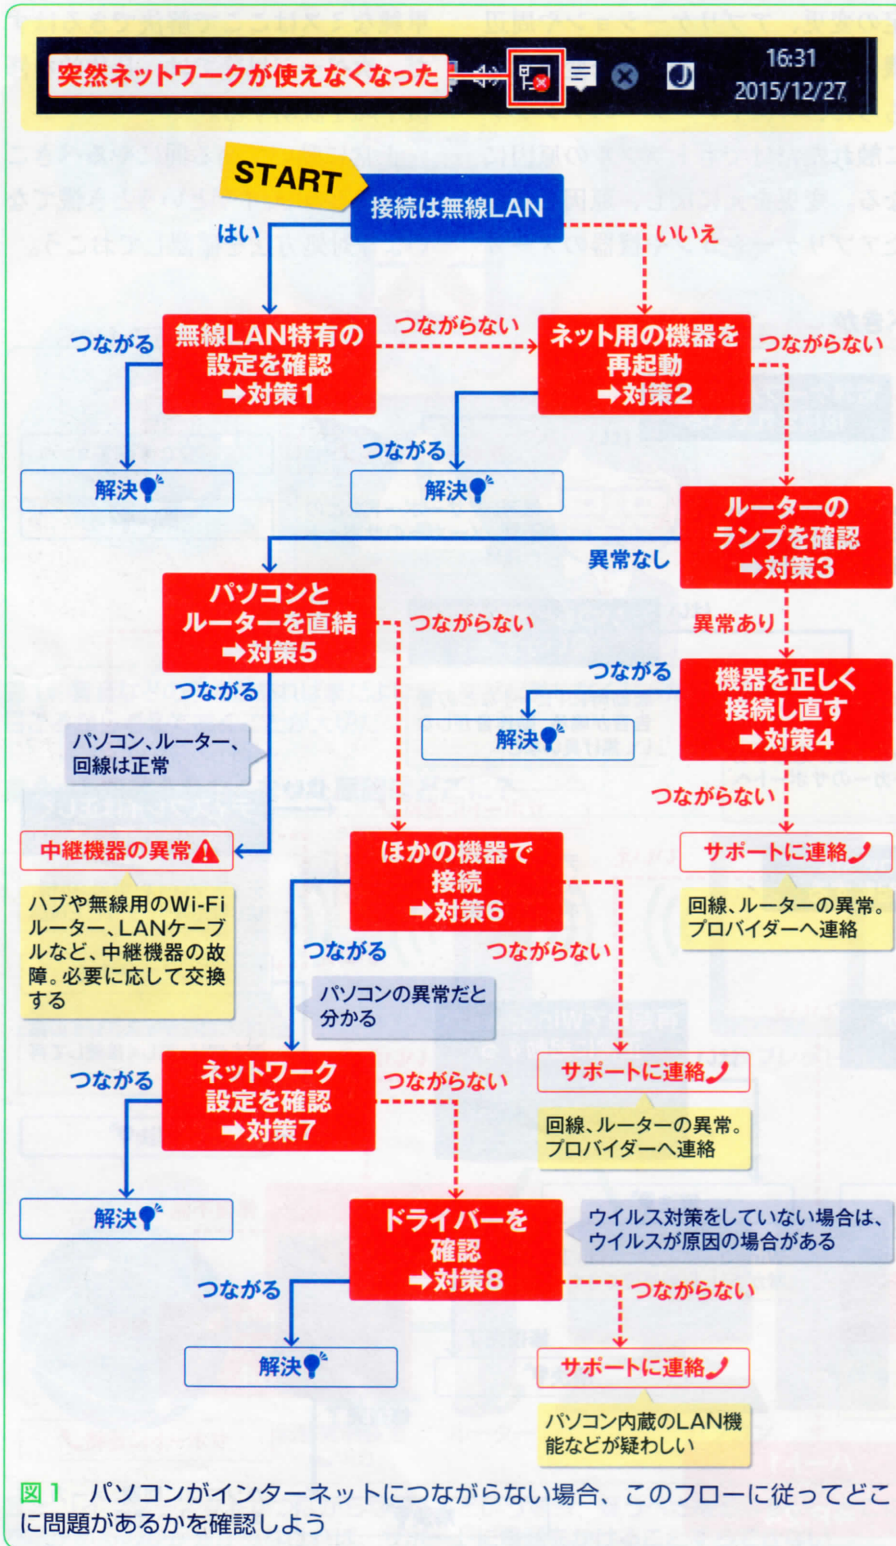 突然ネットワークが使えなくなった
16:31
2015/12/27
START
接続は無線LAN
はい
いいえ
無線LAN特有の
設定を確認
➡対策1
つながる
つながらない
ネット用の機器を
再起動
➡対策2
つながらない
つながる
解決
解決
ルーターの
ランプを確認
➡対策3
異常なし
異常あり
パソコンと
ルーターを直結
➡対策5
つながらない
つながる
機器を正しく
接続し直す
➡対策4
つながる
解決
つながらない
パソコン、ルーター、
回線は正常
中継機器の異常
ハブや無線用のWi-Fi
ルーター、LANケーブ
ルなど、中継機器の故
障。必要に応じて交換
する
ほかの機器で
接続
➡対策6
サポートに連絡
回線、ルーターの異常。
プロバイダーへ連絡
つながる
つながらない
パソコンの異常だと
分かる
ネットワーク
設定を確認
➡対策7
つながる
つながらない
サポートに連絡
回線、ルーターの異常。
プロバイダーへ連絡
解決
ドライバーを
確認
➡対策8
ウイルス対策をしていない場合は、
ウイルスが原因の場合がある
つながる
つながらない
解決
サポートに連絡
パソコン内蔵のLAN機
能などが疑わしい
図1 パソコンがインターネットにつながらない場合、このフローに従ってどこ
に問題があるかを確認しよう